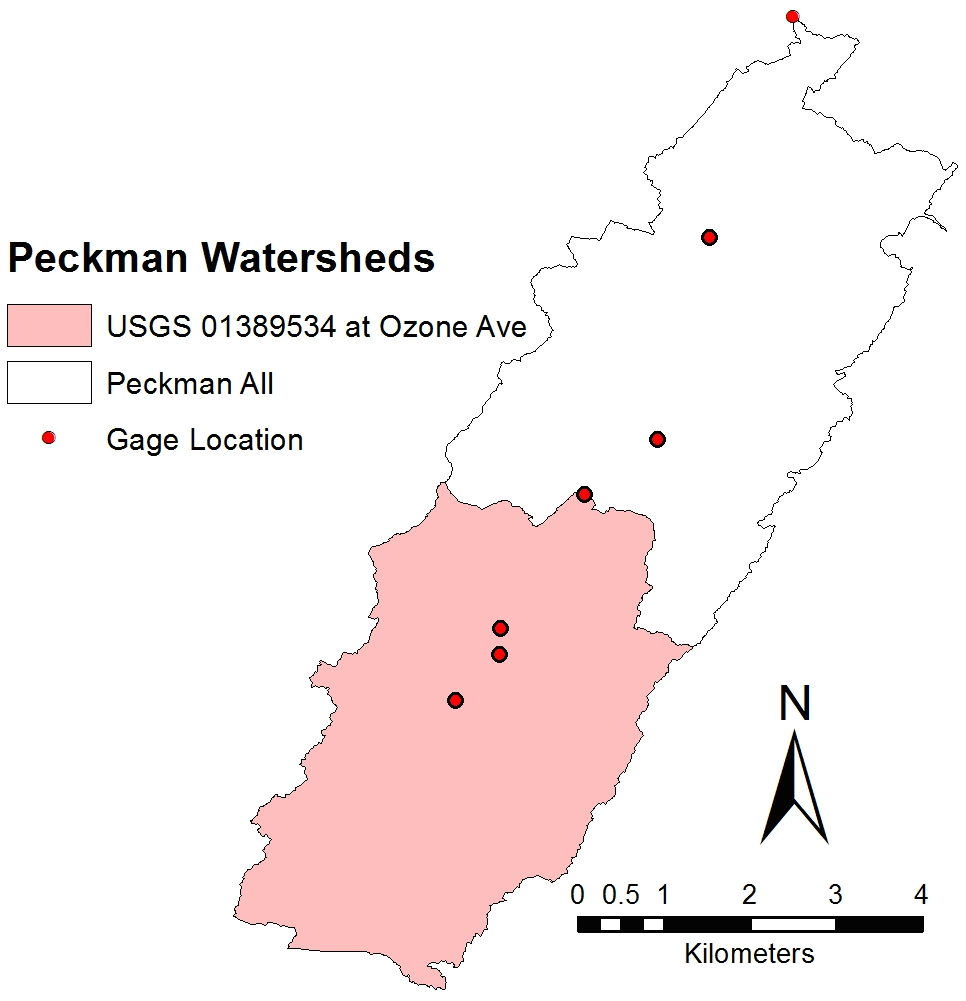 Peckman Watersheds
USGS 01389534 at Ozone Ave
Peckman All
Gage Location
N
0 0.5 1 2 3 4
Kilometers